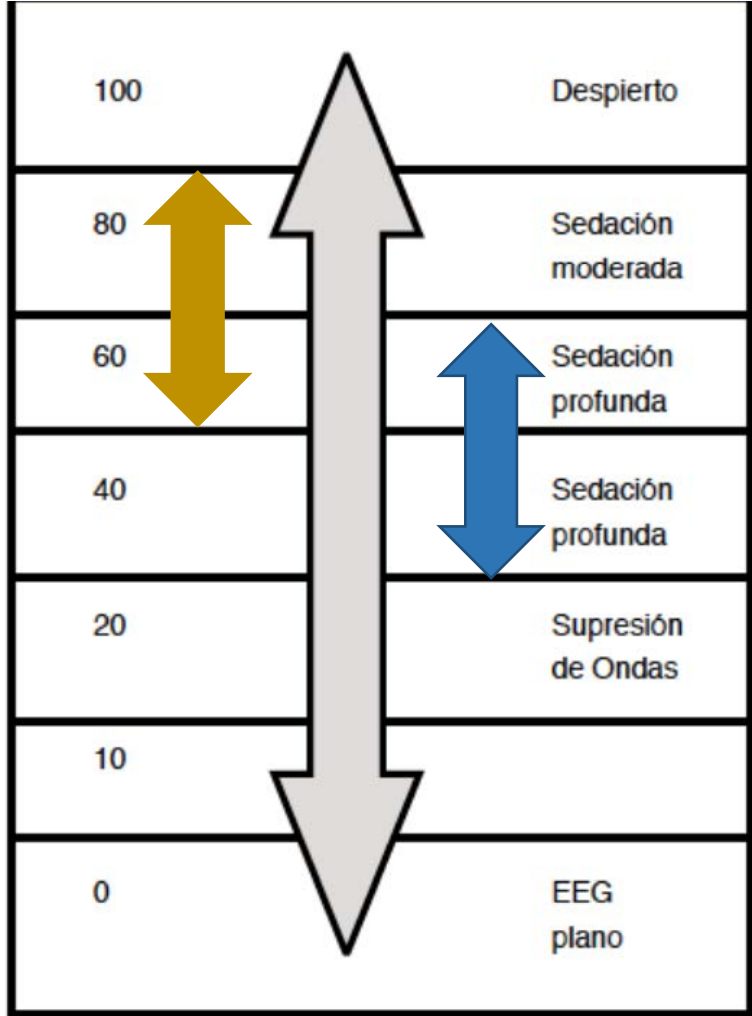 100 Despierto
80 Sedación
moderada
60 Sedación
profunda
40 Sedación
profunda
20 Supresión
de Ondas
10
0 EEG
plano